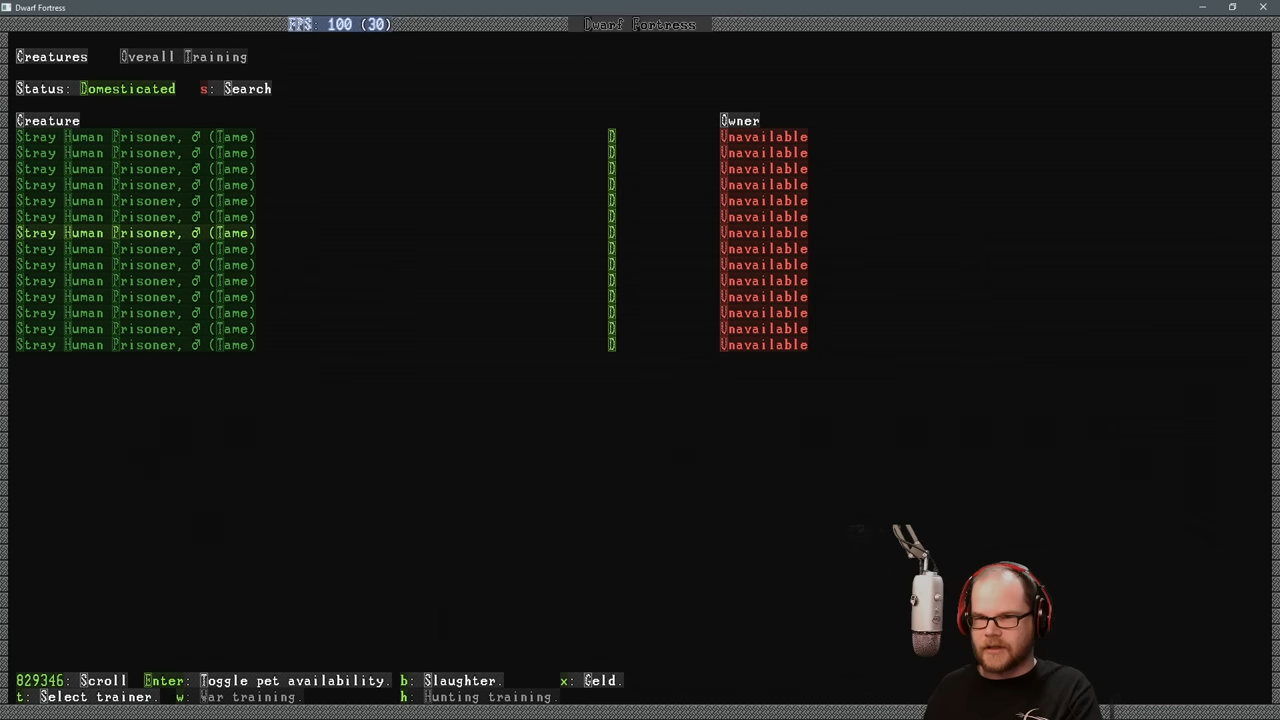 Dwarf Fortress
FPS: 100 (30)
Dwarf Fortress
Creatures Overall Training
Status: Domesticated s: Search
Creature Owner
Stray Human Prisoner, ♂ (Tame) D Unavailable
Stray Human Prisoner, ♂ (Tame) D Unavailable
Stray Human Prisoner, ♂ (Tame) D Unavailable
Stray Human Prisoner, ♂ (Tame) D Unavailable
Stray Human Prisoner, ♂ (Tame) D Unavailable
Stray Human Prisoner, ♂ (Tame) D Unavailable
Stray Human Prisoner, ♂ (Tame) D Unavailable
Stray Human Prisoner, ♂ (Tame) D Unavailable
Stray Human Prisoner, ♂ (Tame) D Unavailable
Stray Human Prisoner, ♂ (Tame) D Unavailable
Stray Human Prisoner, ♂ (Tame) D Unavailable
Stray Human Prisoner, ♂ (Tame) D Unavailable
Stray Human Prisoner, ♂ (Tame) D Unavailable
Stray Human Prisoner, ♂ (Tame) D Unavailable
829346: Scroll Enter: Toggle pet availability. b: Slaughter. x: Geld.
t: Select trainer. w: War training. h: Hunting training.